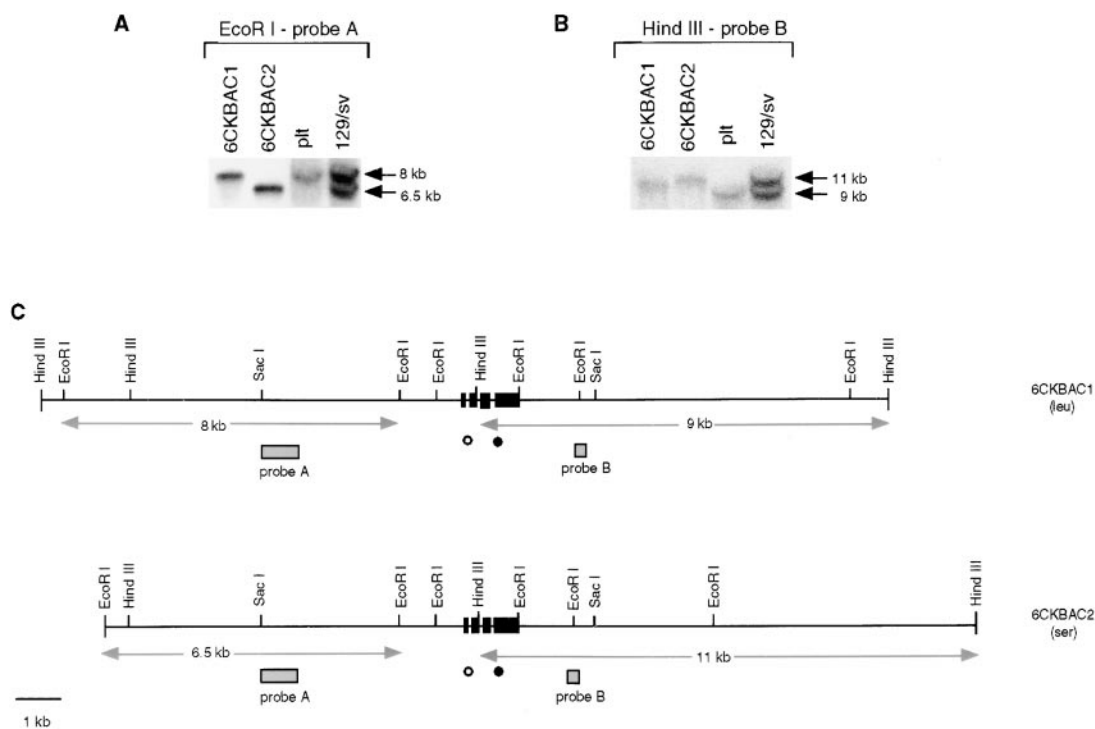 A
EcoR I - probe A
6CKBAC1
6CKBAC2
plt
129/sv
8 kb
6.5 kb
B
Hind III - probe B
6CKBAC1
6CKBAC2
plt
129/sv
11 kb
9 kb
C
Hind III
EcoR I
Hind III
Sac I
EcoR I
EcoR I
Hind III
EcoR I
EcoR I
Sac I
EcoR I
Hind III
6CKBAC1
(leu)
8 kb
9 kb
probe A
probe B
EcoR I
Hind III
Sac I
EcoR I
EcoR I
Hind III
EcoR I
EcoR I
Sac I
EcoR I
Hind III
6CKBAC2
(ser)
6.5 kb
11 kb
probe A
probe B
1 kb